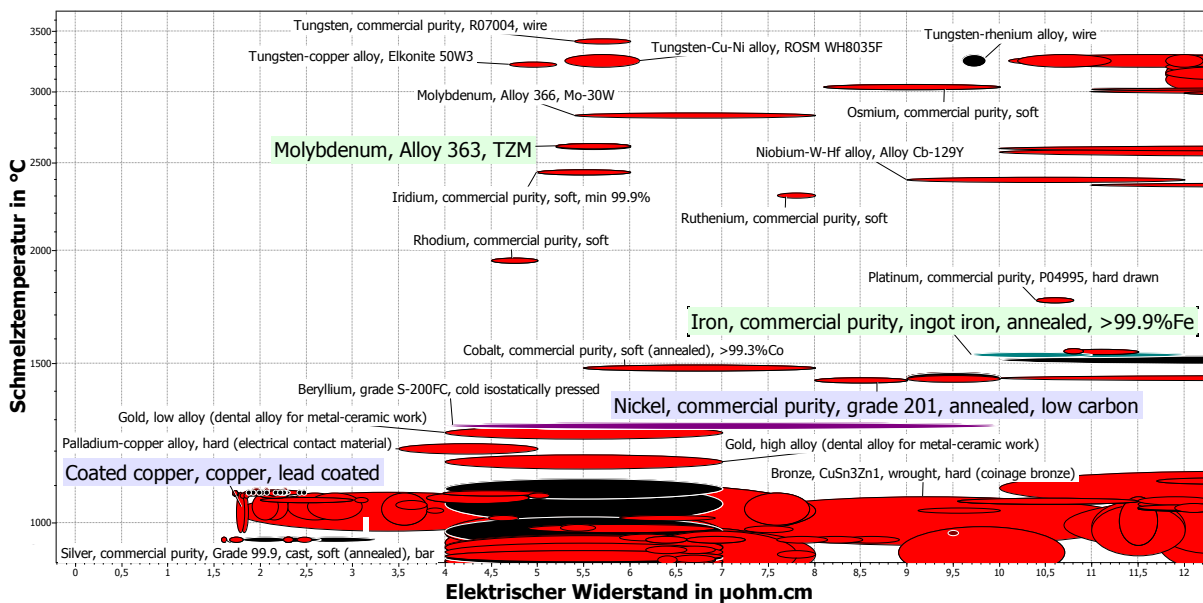 Tungsten, commercial purity, R07004, wire
Tungsten-rhenium alloy, wire
Tungsten-Cu-Ni alloy, ROSM WH8035F
Tungsten-copper alloy, Elkonite 50W3
Molybdenum, Alloy 366, Mo-30W
Osmium, commercial purity, soft
Molybdenum, Alloy 363, TZM
Niobium-W-Hf alloy, Alloy Cb-129Y
Iridium, commercial purity, soft, min 99.9%
Ruthenium, commercial purity, soft
Rhodium, commercial purity, soft
Platinum, commercial purity, P04995, hard drawn
Iron, commercial purity, ingot iron, annealed, >99.9%Fe
Cobalt, commercial purity, soft (annealed), >99.3%Co
Beryllium, grade S-200FC, cold isostatically pressed
Nickel, commercial purity, grade 201, annealed, low carbon
Gold, low alloy (dental alloy for metal-ceramic work)
Palladium-copper alloy, hard (electrical contact material)
Gold, high alloy (dental alloy for metal-ceramic work)
Coated copper, copper, lead coated
Bronze, CuSn3Zn1, wrought, hard (coinage bronze)
Silver, commercial purity, Grade 99.9, cast, soft (annealed), bar
Schmelztemperatur in °C
3500
3000
2500
2000
1500
1000
0 0,5 1 1,5 2 2,5 3 3,5 4 4,5 5 5,5 6 6,5 7 7,5 8 8,5 9 9,5 10 10,5 11 11,5 12
Elektrischer Widerstand in µohm.cm